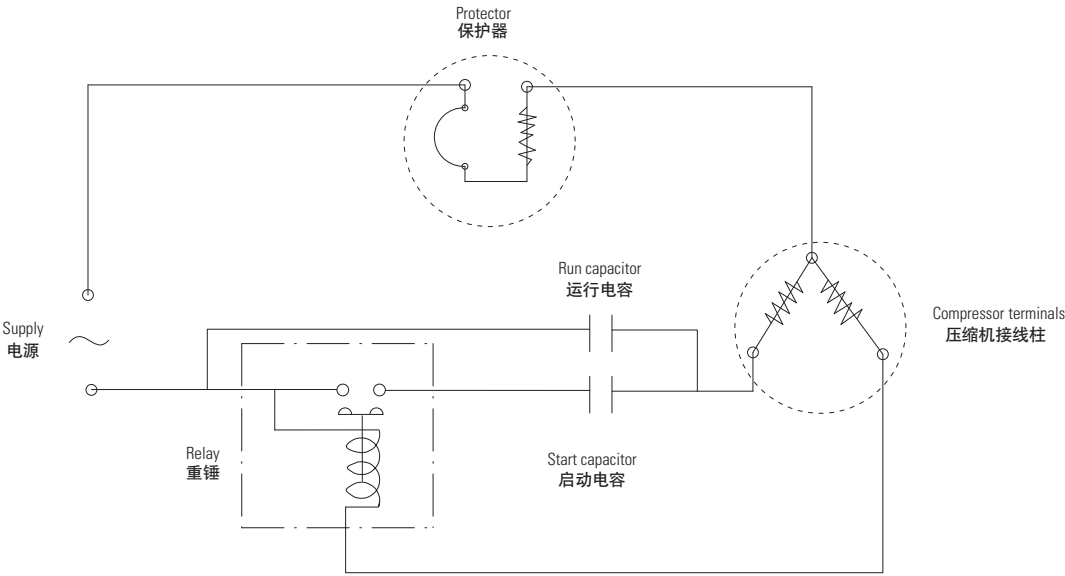 Protector
保护器
Run capacitor
运行电容
Supply
电源
Compressor terminals
压缩机接线柱
Relay
重锤
Start capacitor
启动电容